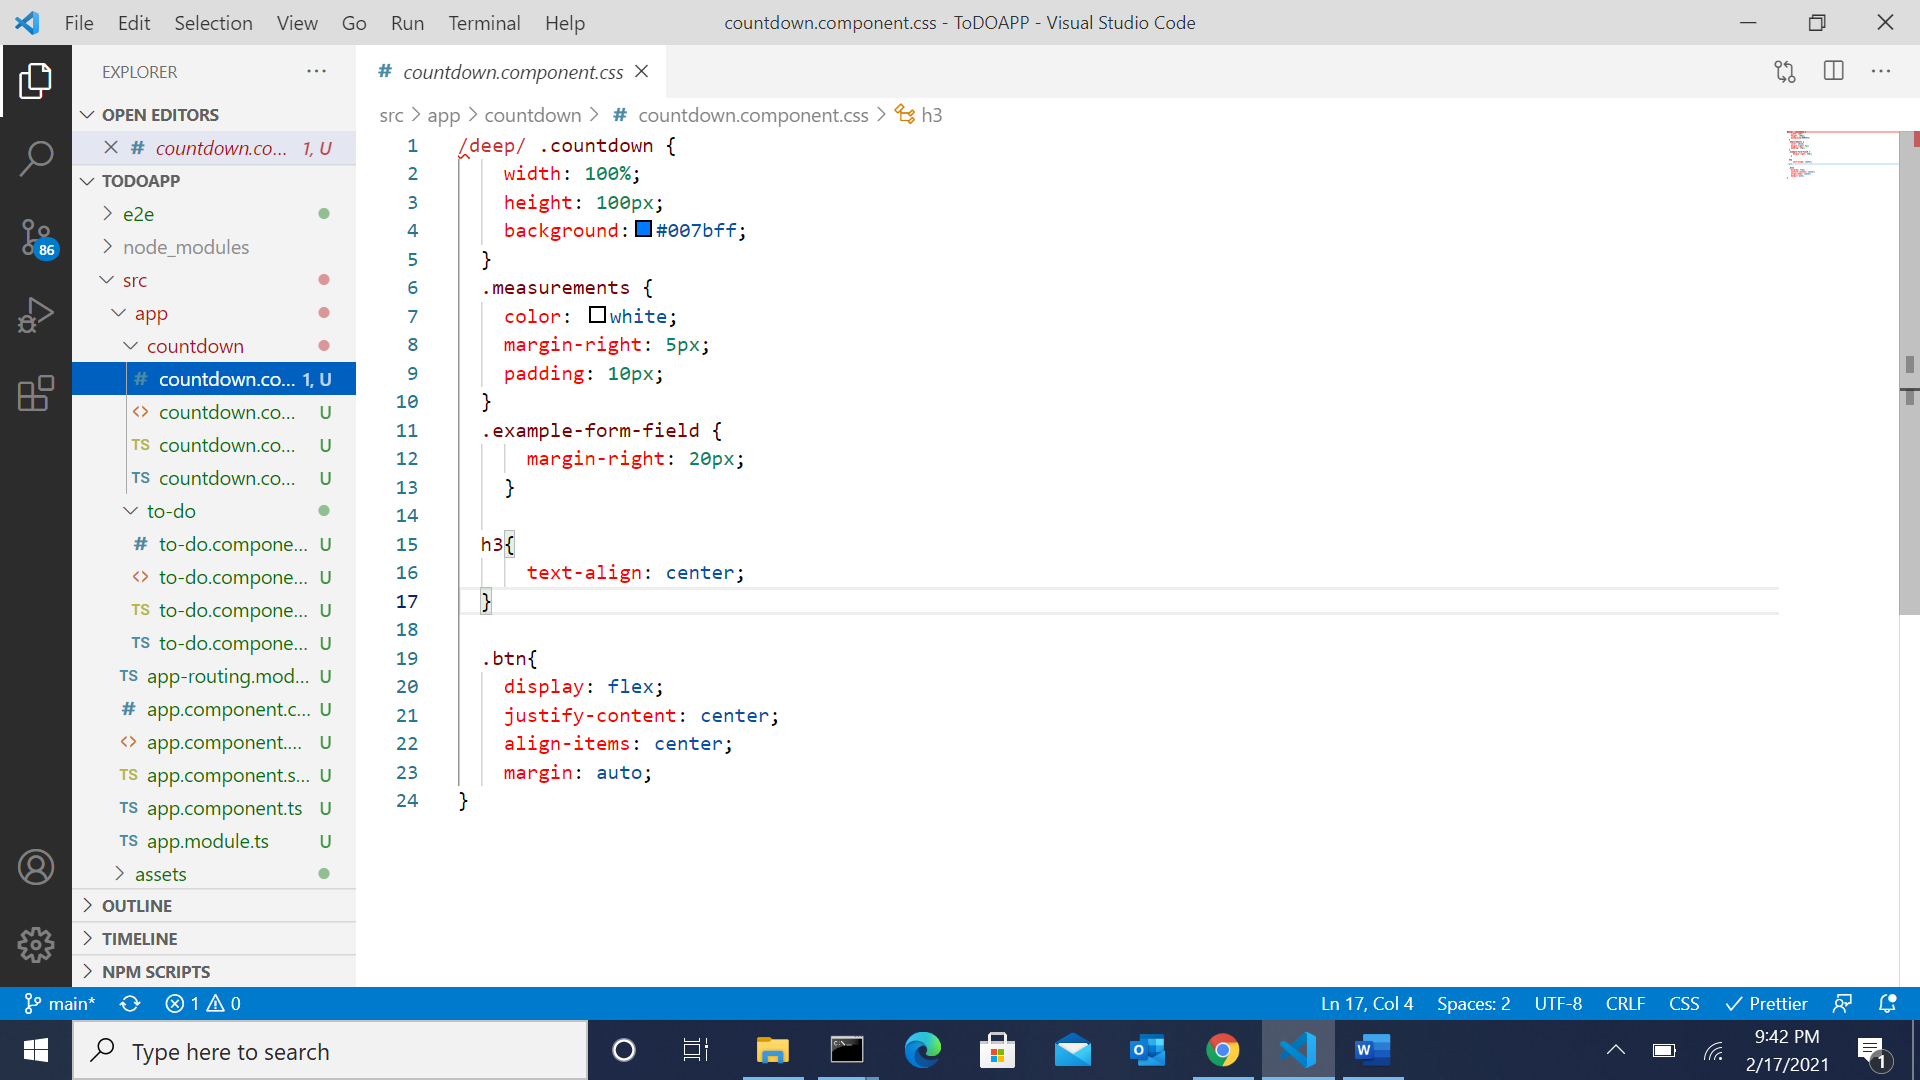 File Edit Selection View Go Run Terminal Help countdown.component.css - ToDOAPP - Visual Studio Code
EXPLORER
OPEN EDITORS
# countdown.co... 1, U
TODOAPP
e2e
node_modules
src
app
countdown
# countdown.co... 1, U
<> countdown.co... U
TS countdown.co... U
TS countdown.co... U
to-do
# to-do.compone... U
<> to-do.compone... U
TS to-do.compone... U
TS to-do.compone... U
TS app-routing.mod... U
# app.component.c... U
<> app.component.... U
TS app.component.s... U
TS app.component.ts U
TS app.module.ts U
assets
OUTLINE
TIMELINE
NPM SCRIPTS
86
# countdown.component.css
src > app > countdown > # countdown.component.css > h3
1 /deep/ .countdown {
2 width: 100%;
3 height: 100px;
4 background: #007bff;
5 }
6 .measurements {
7 color: white;
8 margin-right: 5px;
9 padding: 10px;
10 }
11 .example-form-field {
12 margin-right: 20px;
13 }
14
15 h3{
16 text-align: center;
17 }
18
19 .btn{
20 display: flex;
21 justify-content: center;
22 align-items: center;
23 margin: auto;
24 }
main* 1 0 Ln 17, Col 4 Spaces: 2 UTF-8 CRLF CSS Prettier
Type here to search
9:42 PM
2/17/2021
1